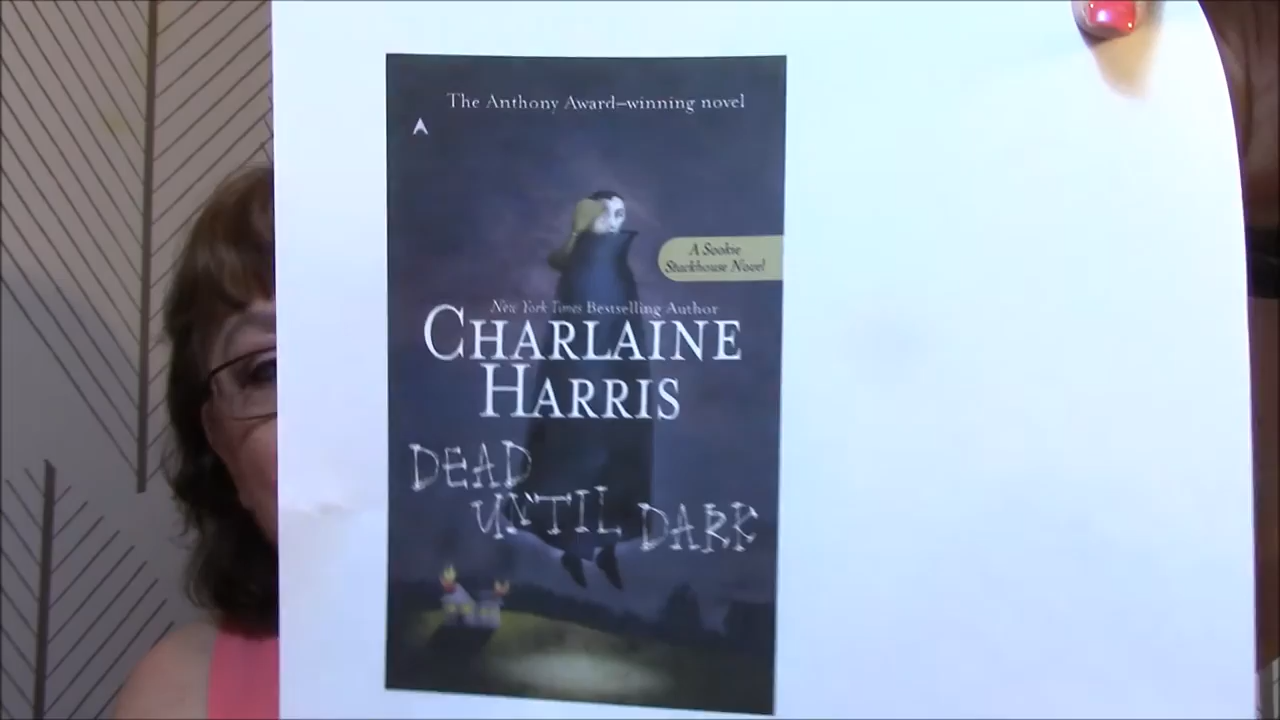 The Anthony Award–winning novel
A Sookie
Stackhouse Novel
New York Times Bestselling Author
CHARLAINE
HARRIS
DEAD
UNTIL DARK